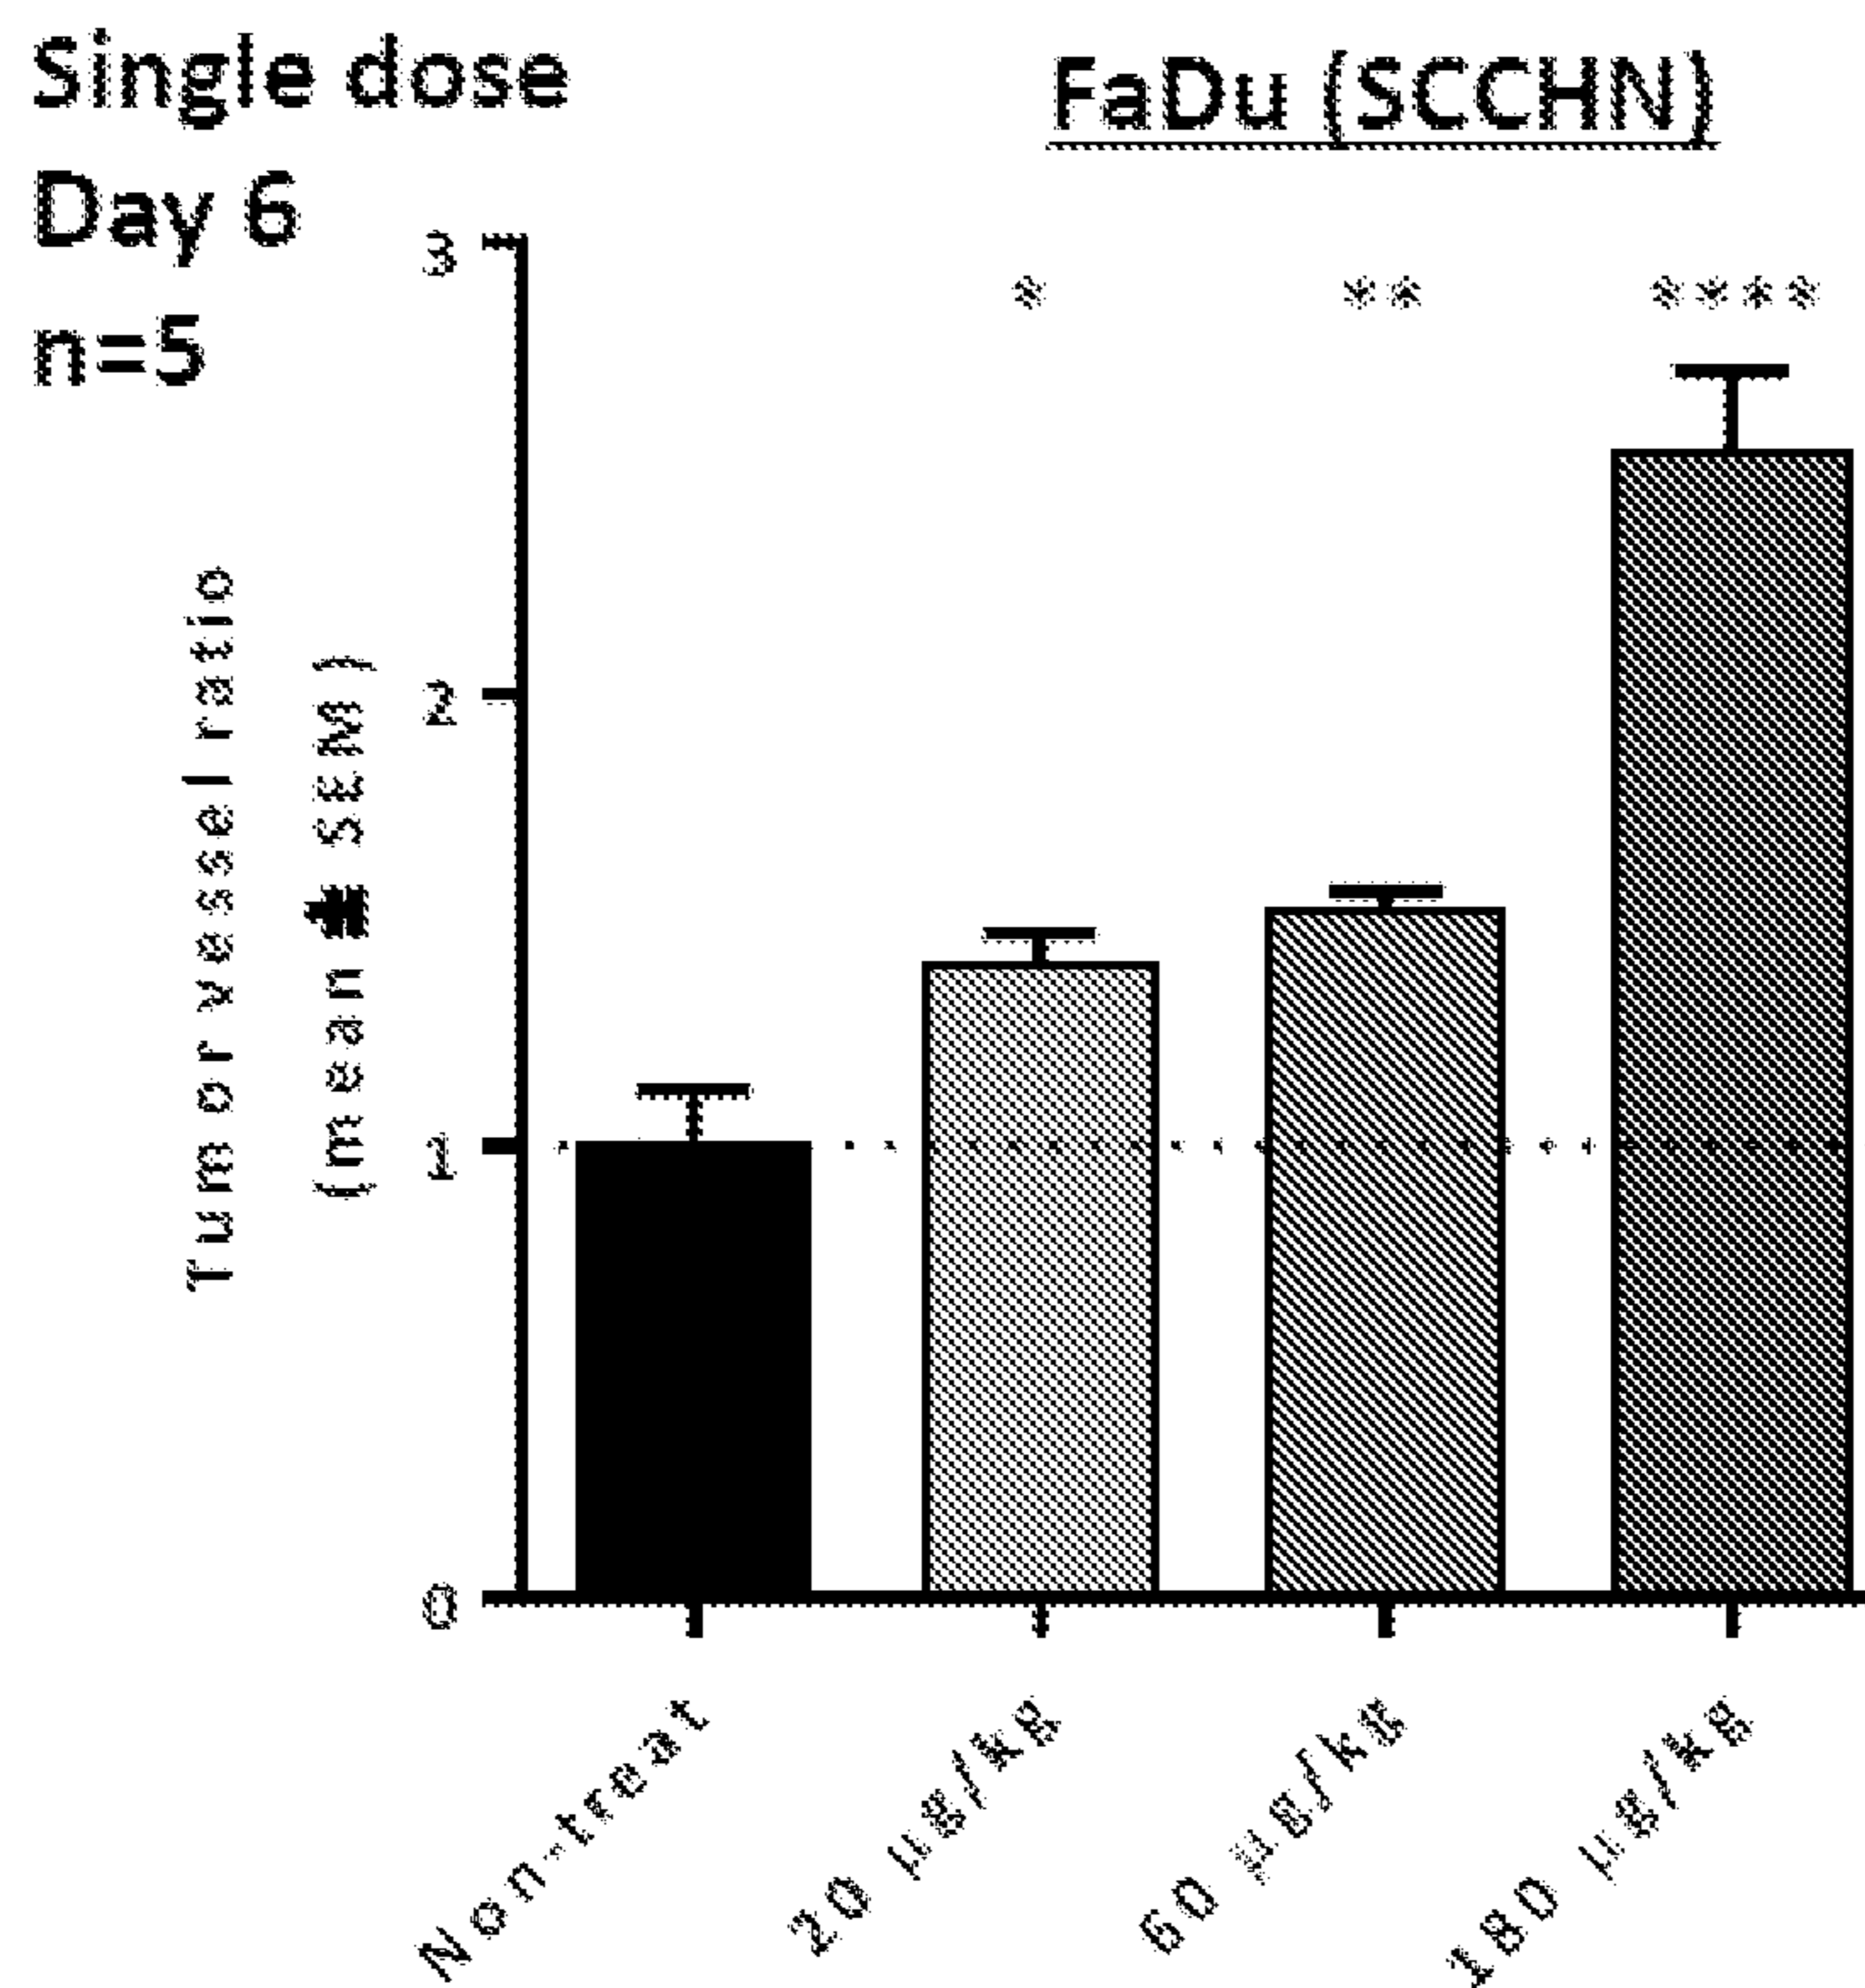 Single dose
Day 6
n=5
FaDu (SCCHN)
Tumor vessel ratio
(mean ± SEM)
3
2
1
0
*
**
****
Non-treat
20 µg/kg
60 µg/kg
180 µg/kg